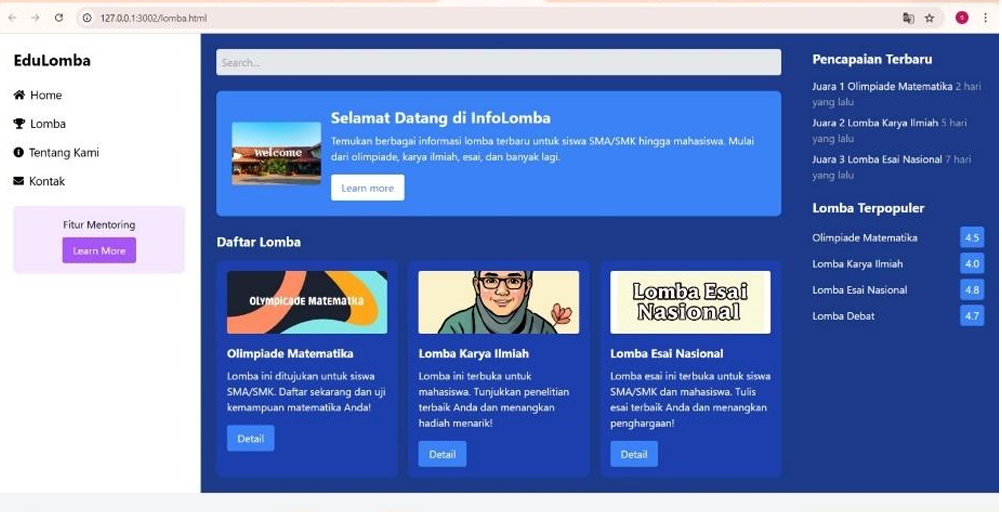 127.0.0.1:3002/lomba.html
EduLomba
Home
Lomba
Tentang Kami
Kontak
Fitur Mentoring
Learn More
Search...
welcome
Selamat Datang di InfoLomba
Temukan berbagai informasi lomba terbaru untuk siswa SMA/SMK hingga mahasiswa. Mulai
dari olimpiade, karya ilmiah, esai, dan banyak lagi.
Learn more
Daftar Lomba
Olympicade Matematika
Olimpiade Matematika
Lomba ini ditujukan untuk siswa
SMA/SMK. Daftar sekarang dan uji
kemampuan matematika Anda!
Detail
Lomba Karya Ilmiah
Lomba ini terbuka untuk
mahasiswa. Tunjukkan penelitian
terbaik Anda dan menangkan
hadiah menarik!
Detail
Lomba Esai
Nasional
Lomba Esai Nasional
Lomba esai ini terbuka untuk siswa
SMA/SMK dan mahasiswa. Tulis
esai terbaik Anda dan menangkan
penghargaan!
Detail
Pencapaian Terbaru
Juara 1 Olimpiade Matematika 2 hari
yang lalu
Juara 2 Lomba Karya Ilmiah 5 hari
yang lalu
Juara 3 Lomba Esai Nasional 7 hari
yang lalu
Lomba Terpopuler
Olimpiade Matematika 4.5
Lomba Karya Ilmiah 4.0
Lomba Esai Nasional 4.8
Lomba Debat 4.7